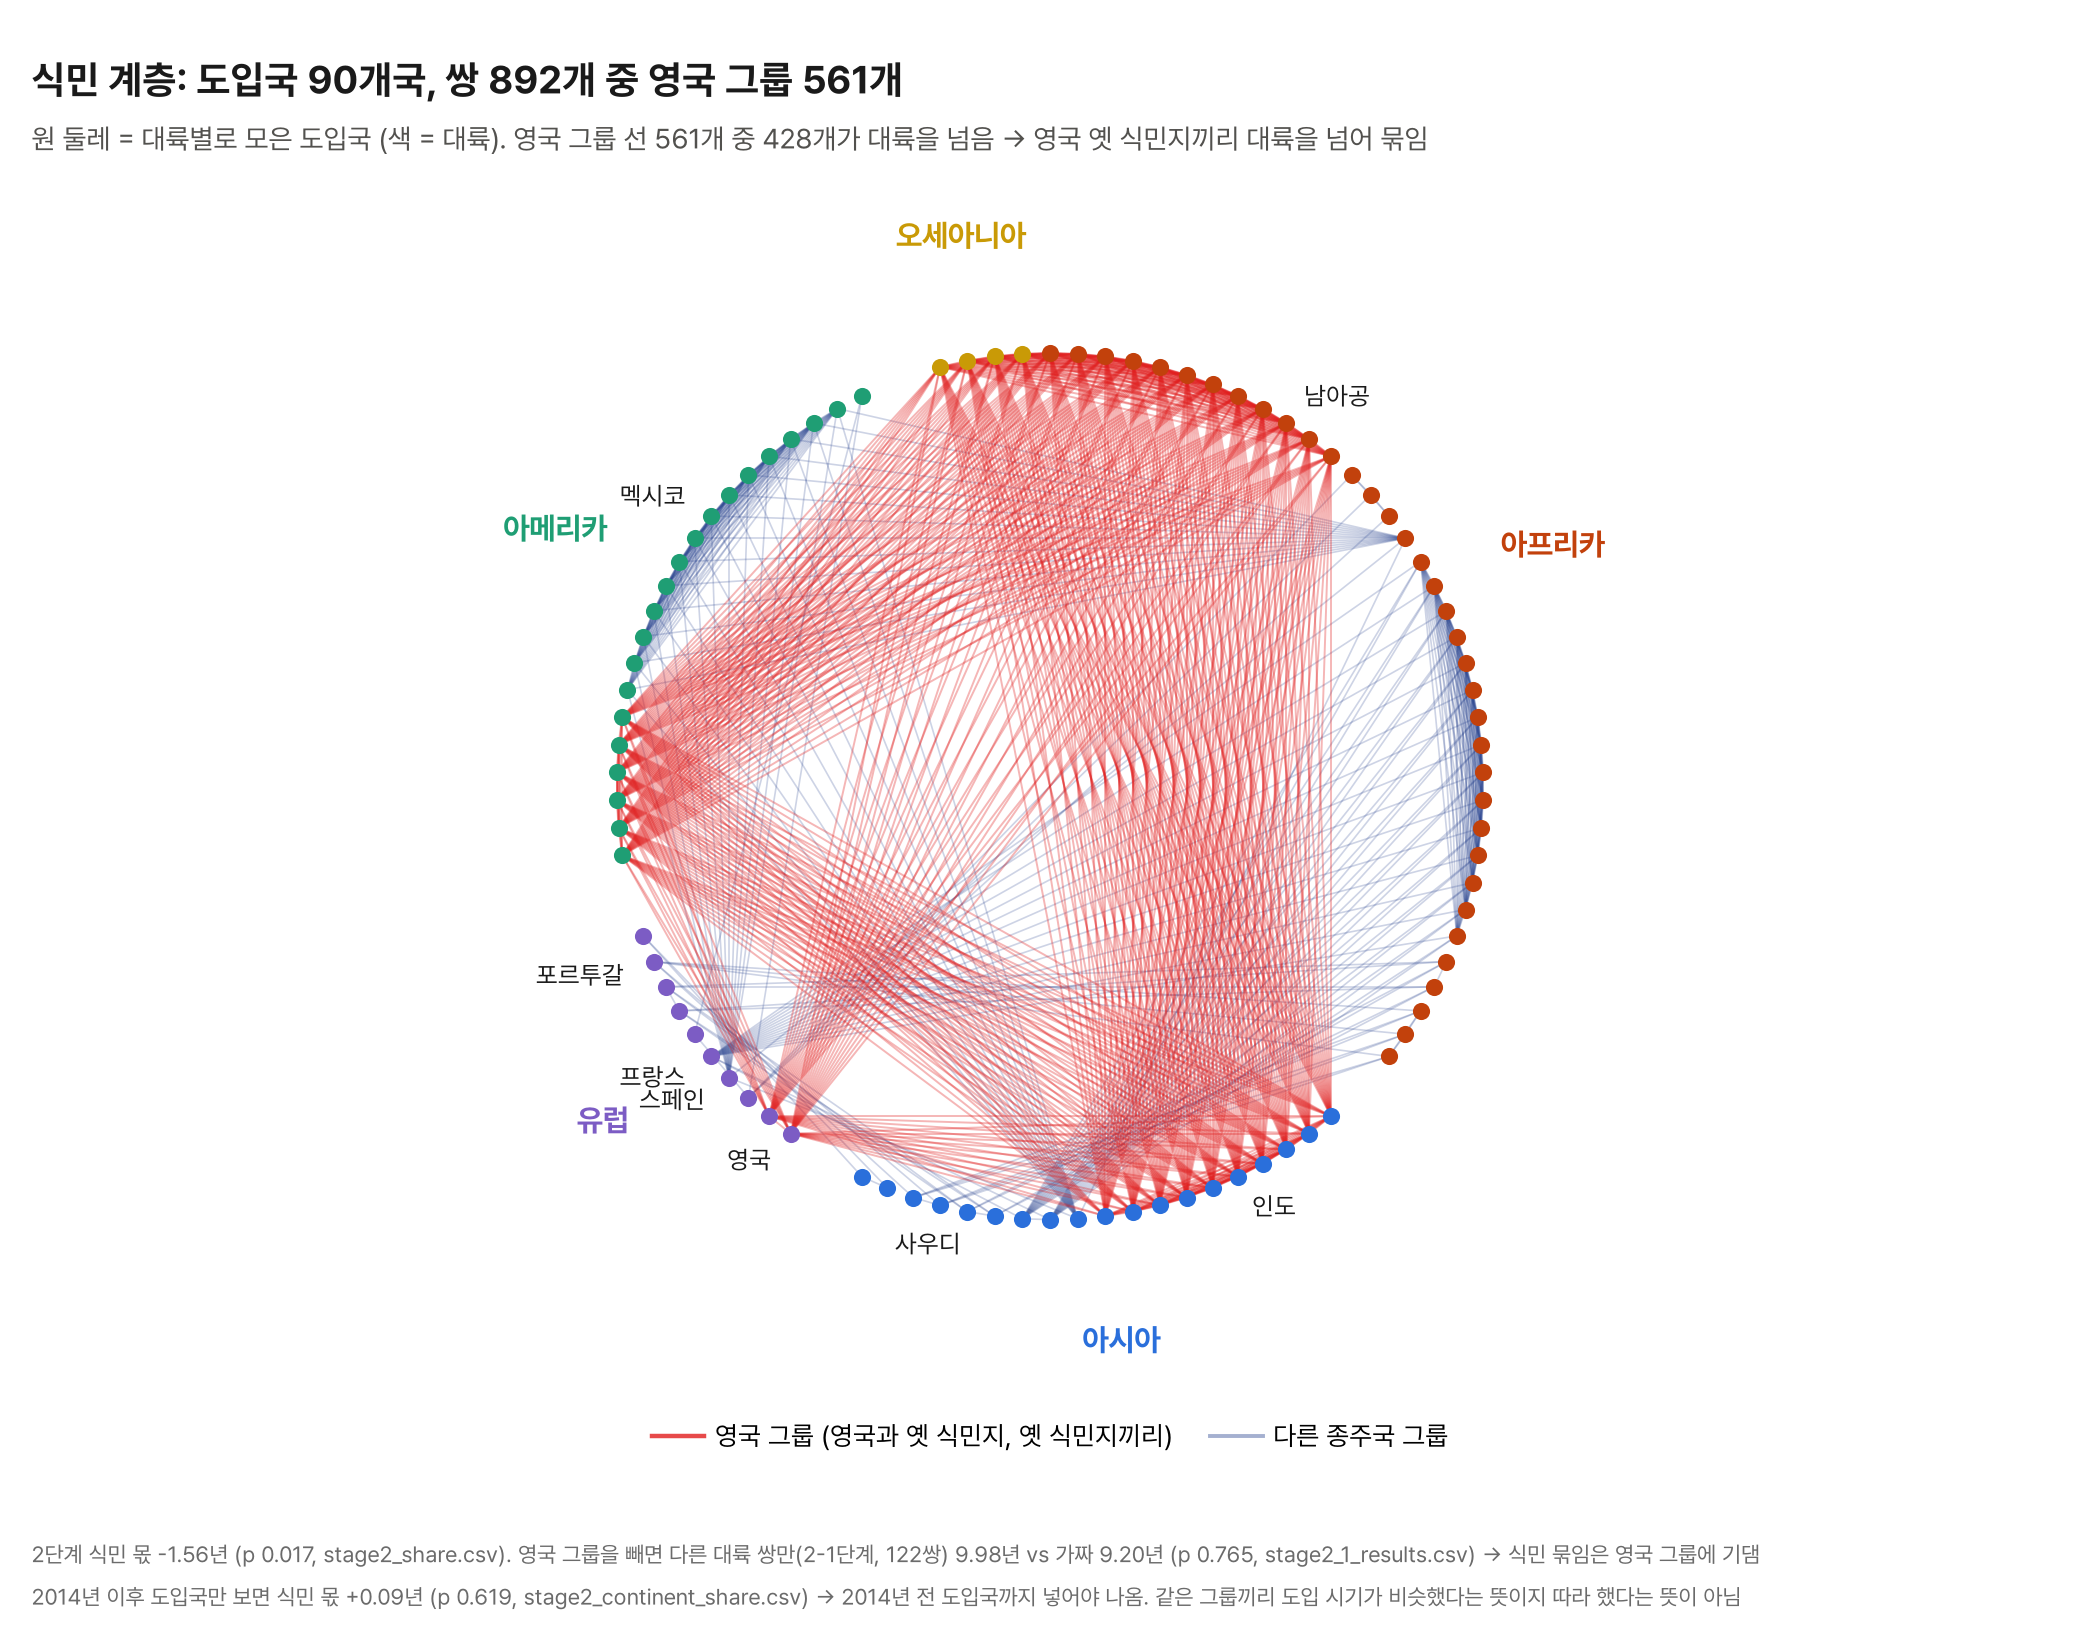 식민 계층: 도입국 90개국, 쌍 892개 중 영국 그룹 561개
원 둘레 = 대륙별로 모은 도입국 (색 = 대륙). 영국 그룹 선 561개 중 428개가 대륙을 넘음 → 영국 옛 식민지끼리 대륙을 넘어 묶임
오세아니아
남아공
멕시코
아메리카
아프리카
포르투갈
프랑스
스페인
유럽
영국
인도
사우디
아시아
영국 그룹 (영국과 옛 식민지, 옛 식민지끼리)
다른 종주국 그룹
2단계 식민 몫 -1.56년 (p 0.017, stage2_share.csv). 영국 그룹을 빼면 다른 대륙 쌍만(2-1단계, 122쌍) 9.98년 vs 가짜 9.20년 (p 0.765, stage2_1_results.csv) → 식민 묶임은 영국 그룹에 기댐
2014년 이후 도입국만 보면 식민 몫 +0.09년 (p 0.619, stage2_continent_share.csv) → 2014년 전 도입국까지 넣어야 나옴. 같은 그룹끼리 도입 시기가 비슷했다는 뜻이지 따라 했다는 뜻이 아님